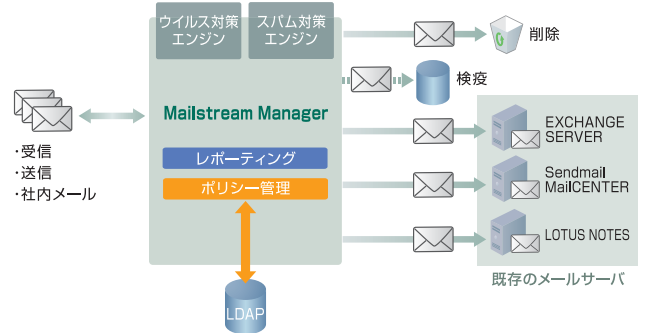 ウイルス対策
エンジン
スパム対策
エンジン
削除
検疫
Mailstream Manager
・受信
・送信
・社内メール
レポーティング
ポリシー管理
EXCHANGE
SERVER
Sendmail
MailCENTER
LOTUS NOTES
既存のメールサーバ
LDAP